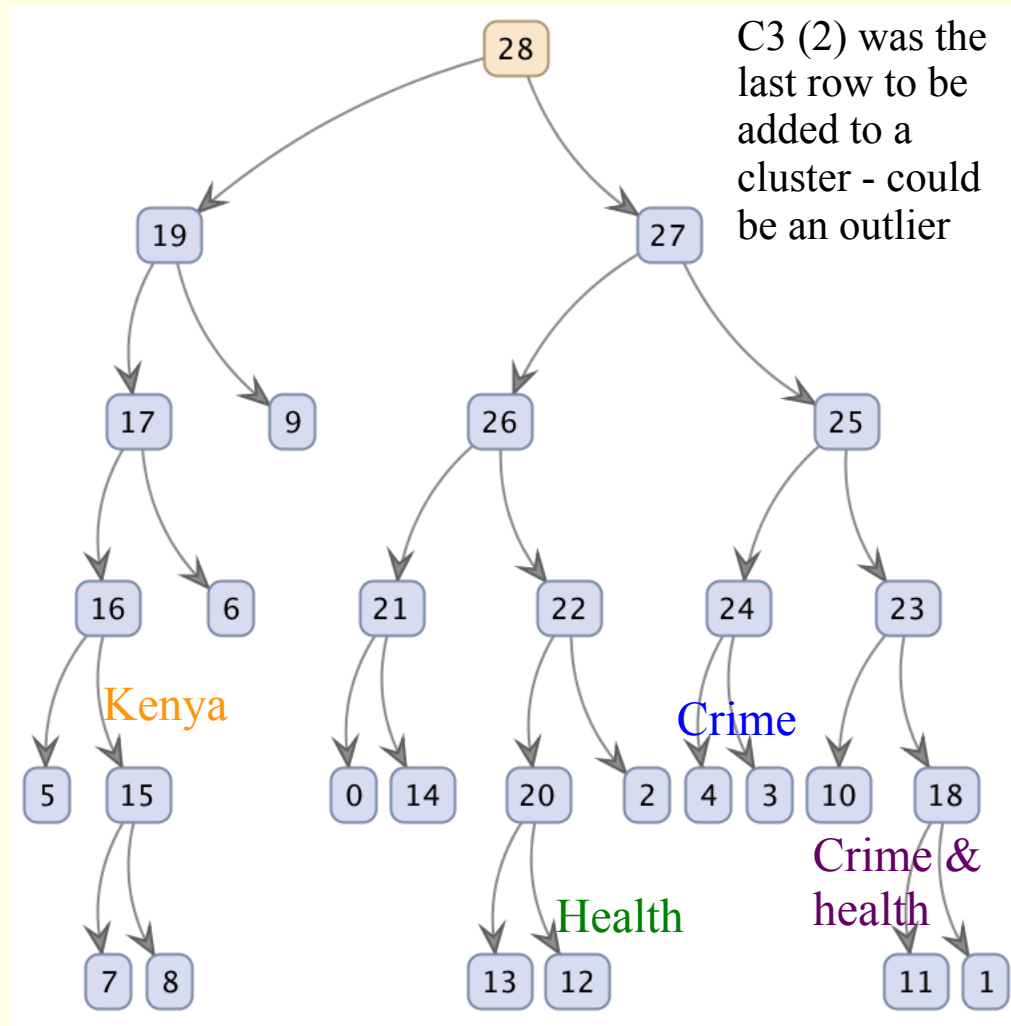 28
C3 (2) was the
last row to be
added to a
cluster - could
be an outlier
19
27
17
9
26
25
16
6
21
22
24
23
Kenya
Crime
5
15
0
14
20
2
4
3
10
18
Crime &
health
Health
7
8
13
12
11
1